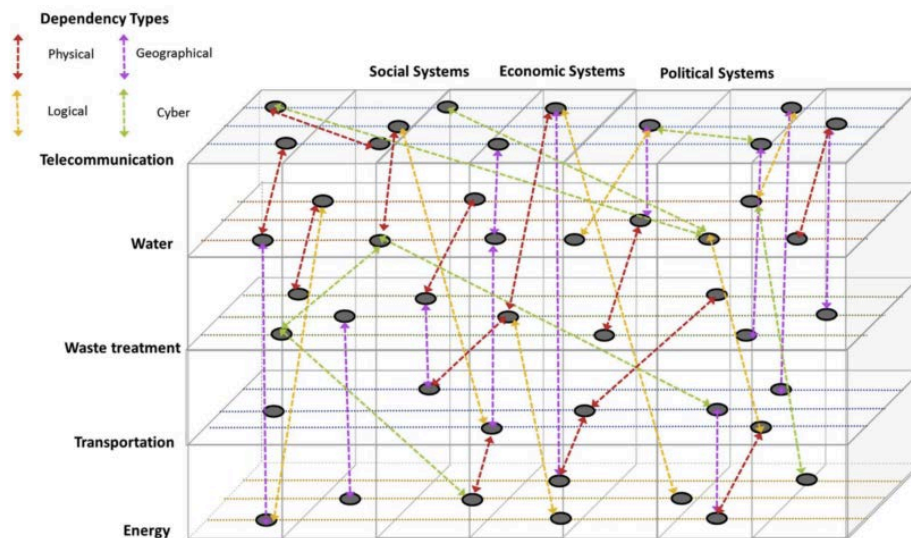 Dependency Types
Physical
Geographical
Logical
Cyber
Social Systems
Economic Systems
Political Systems
Telecommunication
Water
Waste treatment
Transportation
Energy